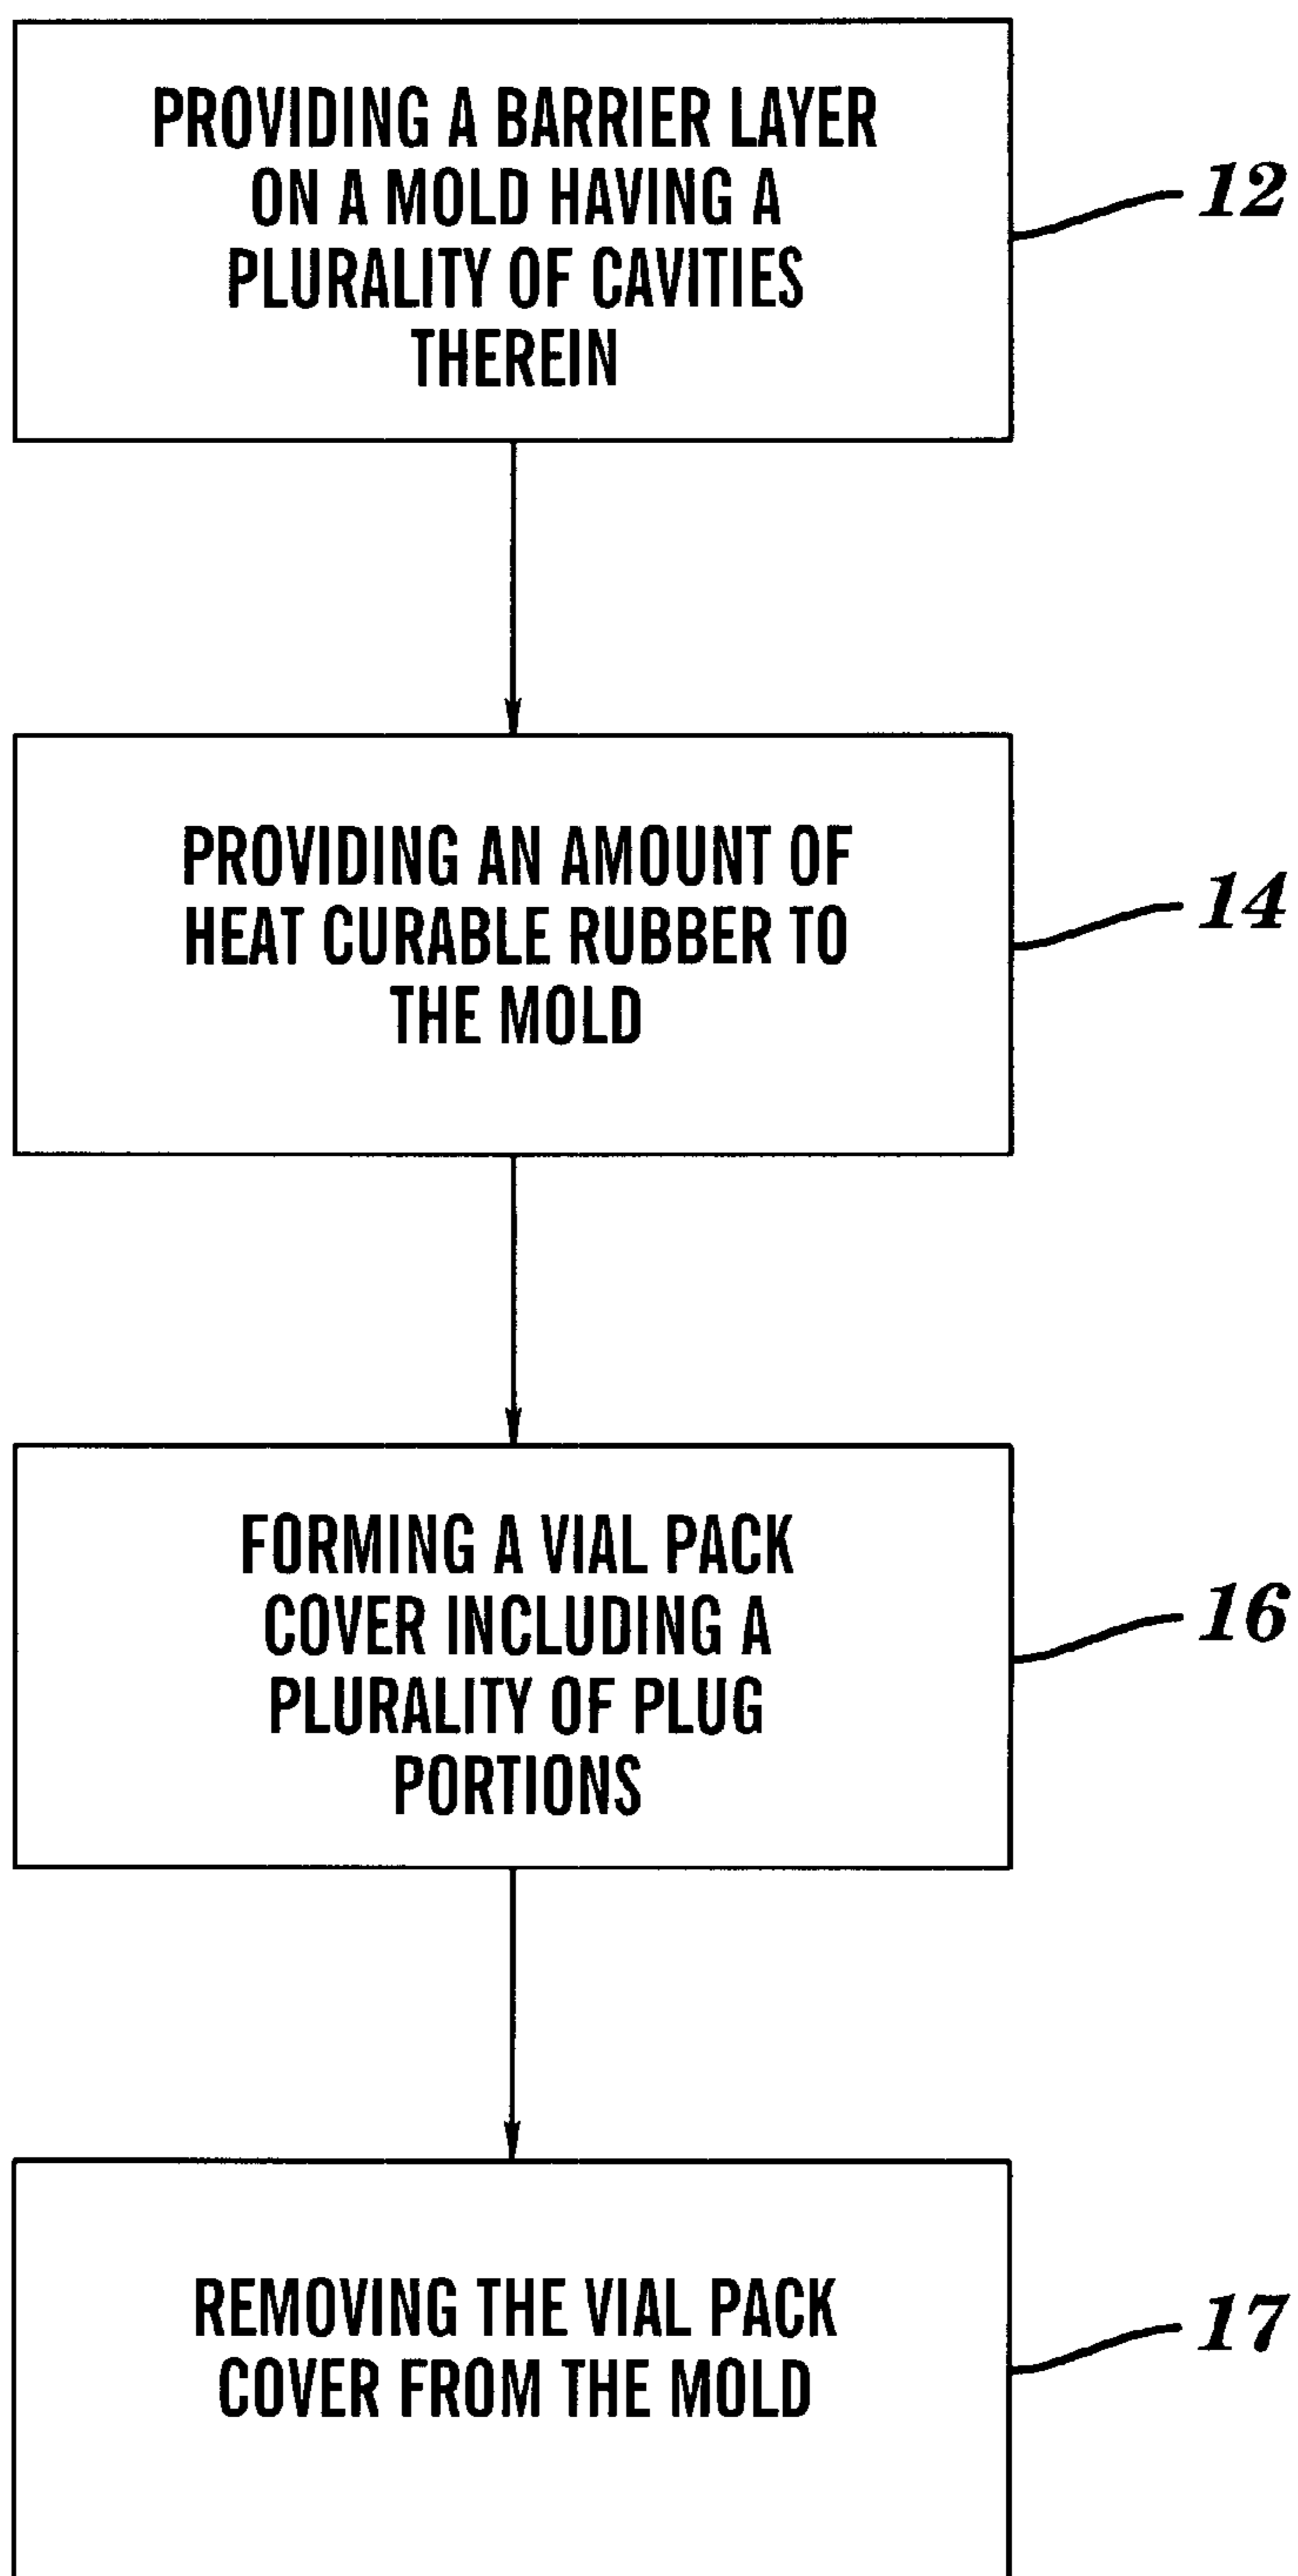 PROVIDING A BARRIER LAYER
ON A MOLD HAVING A
PLURALITY OF CAVITIES
THEREIN
12
PROVIDING AN AMOUNT OF
HEAT CURABLE RUBBER TO
THE MOLD
14
FORMING A VIAL PACK
COVER INCLUDING A
PLURALITY OF PLUG
PORTIONS
16
REMOVING THE VIAL PACK
COVER FROM THE MOLD
17